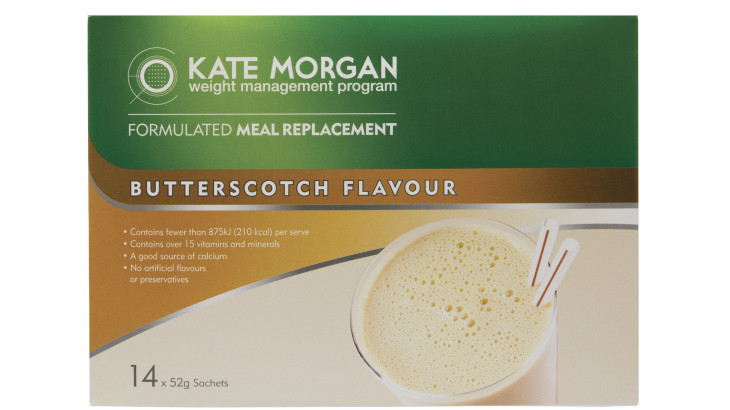 KATE MORGAN
weight management program
FORMULATED MEAL REPLACEMENT
BUTTERSCOTCH FLAVOUR
• Contains fewer than 875kJ (210 kcal) per serve
• Contains over 15 vitamins and minerals
• A good source of calcium
• No artificial flavours
or preservatives
14 x 52g Sachets